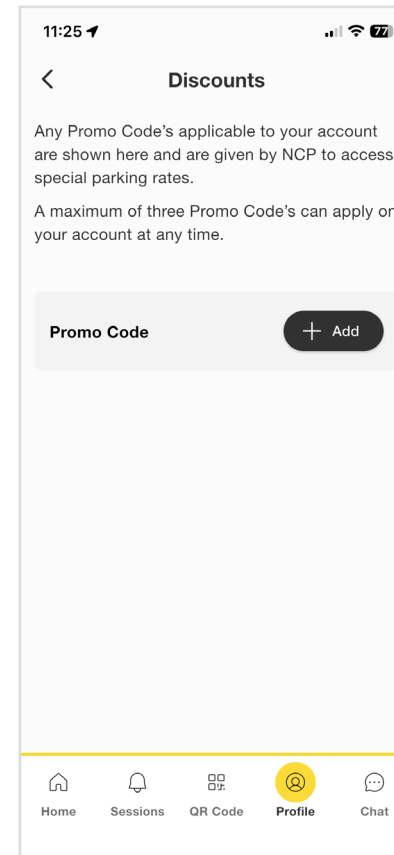 11:25
77
Discounts
Any Promo Code's applicable to your account
are shown here and are given by NCP to access
special parking rates.
A maximum of three Promo Code's can apply on
your account at any time.
Promo Code
Add
Home Sessions QR Code Profile Chat